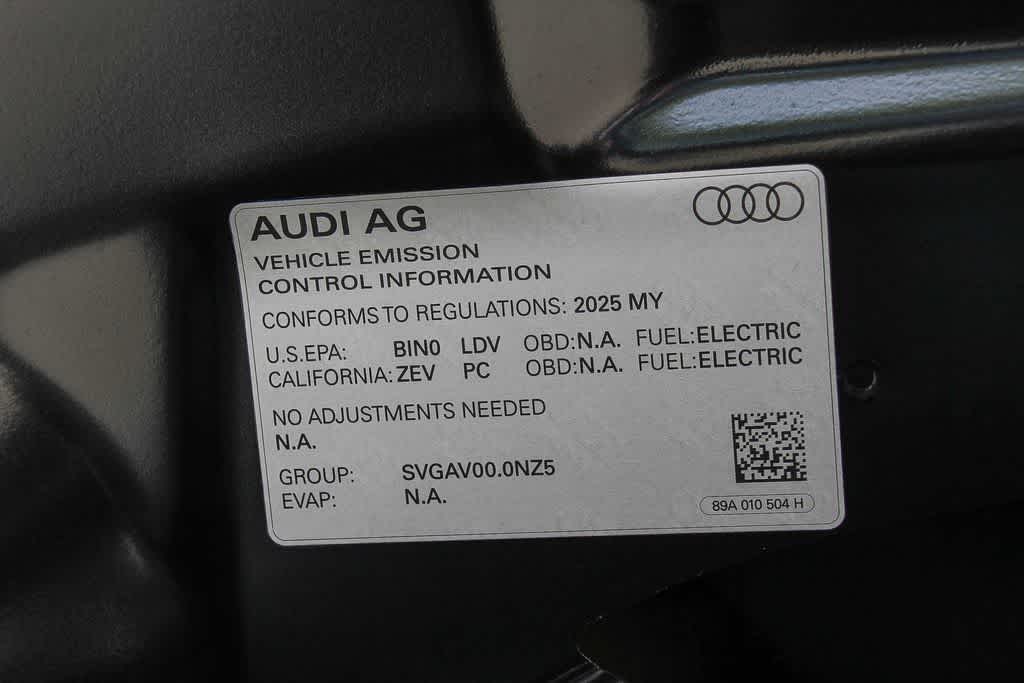 AUDI AG
VEHICLE EMISSION
CONTROL INFORMATION
CONFORMS TO REGULATIONS: 2025 MY
U.S.EPA: BIN0 LDV OBD:N.A. FUEL:ELECTRIC
CALIFORNIA: ZEV PC OBD:N.A. FUEL:ELECTRIC
NO ADJUSTMENTS NEEDED
N.A.
GROUP: SVGAV00.0NZ5
EVAP: N.A.
89A 010 504 H